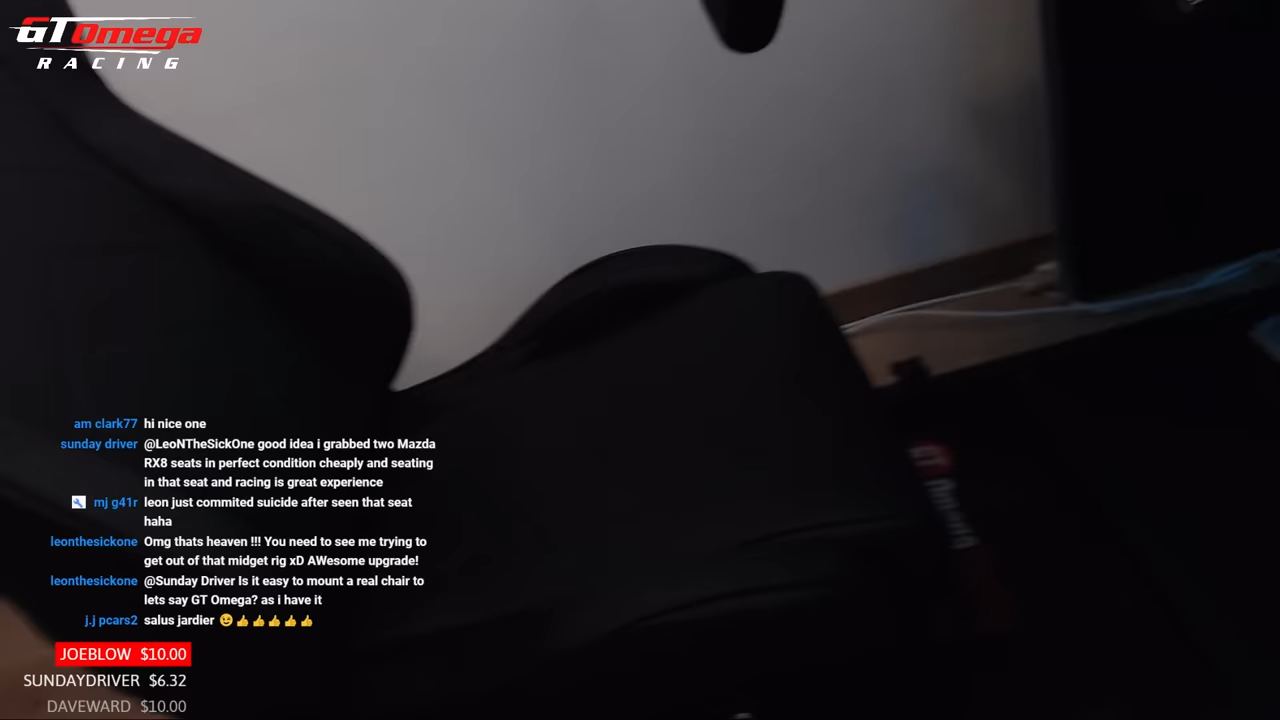 GT Omega
RACING
am clark77 hi nice one
sunday driver @LeoNTheSickOne good idea i grabbed two Mazda
RX8 seats in perfect condition cheaply and seating
in that seat and racing is great experience
mj g41r leon just commited suicide after seen that seat
haha
leonthesickone Omg thats heaven !!! You need to see me trying to
get out of that midget rig xD AWesome upgrade!
leonthesickone @Sunday Driver Is it easy to mount a real chair to
lets say GT Omega? as i have it
j.j pcars2 salus jardier 😉👍👍👍👍👍
JOEBLOW $10.00
SUNDAYDRIVER $6.32
DAVEWARD $10.00
GT Omega